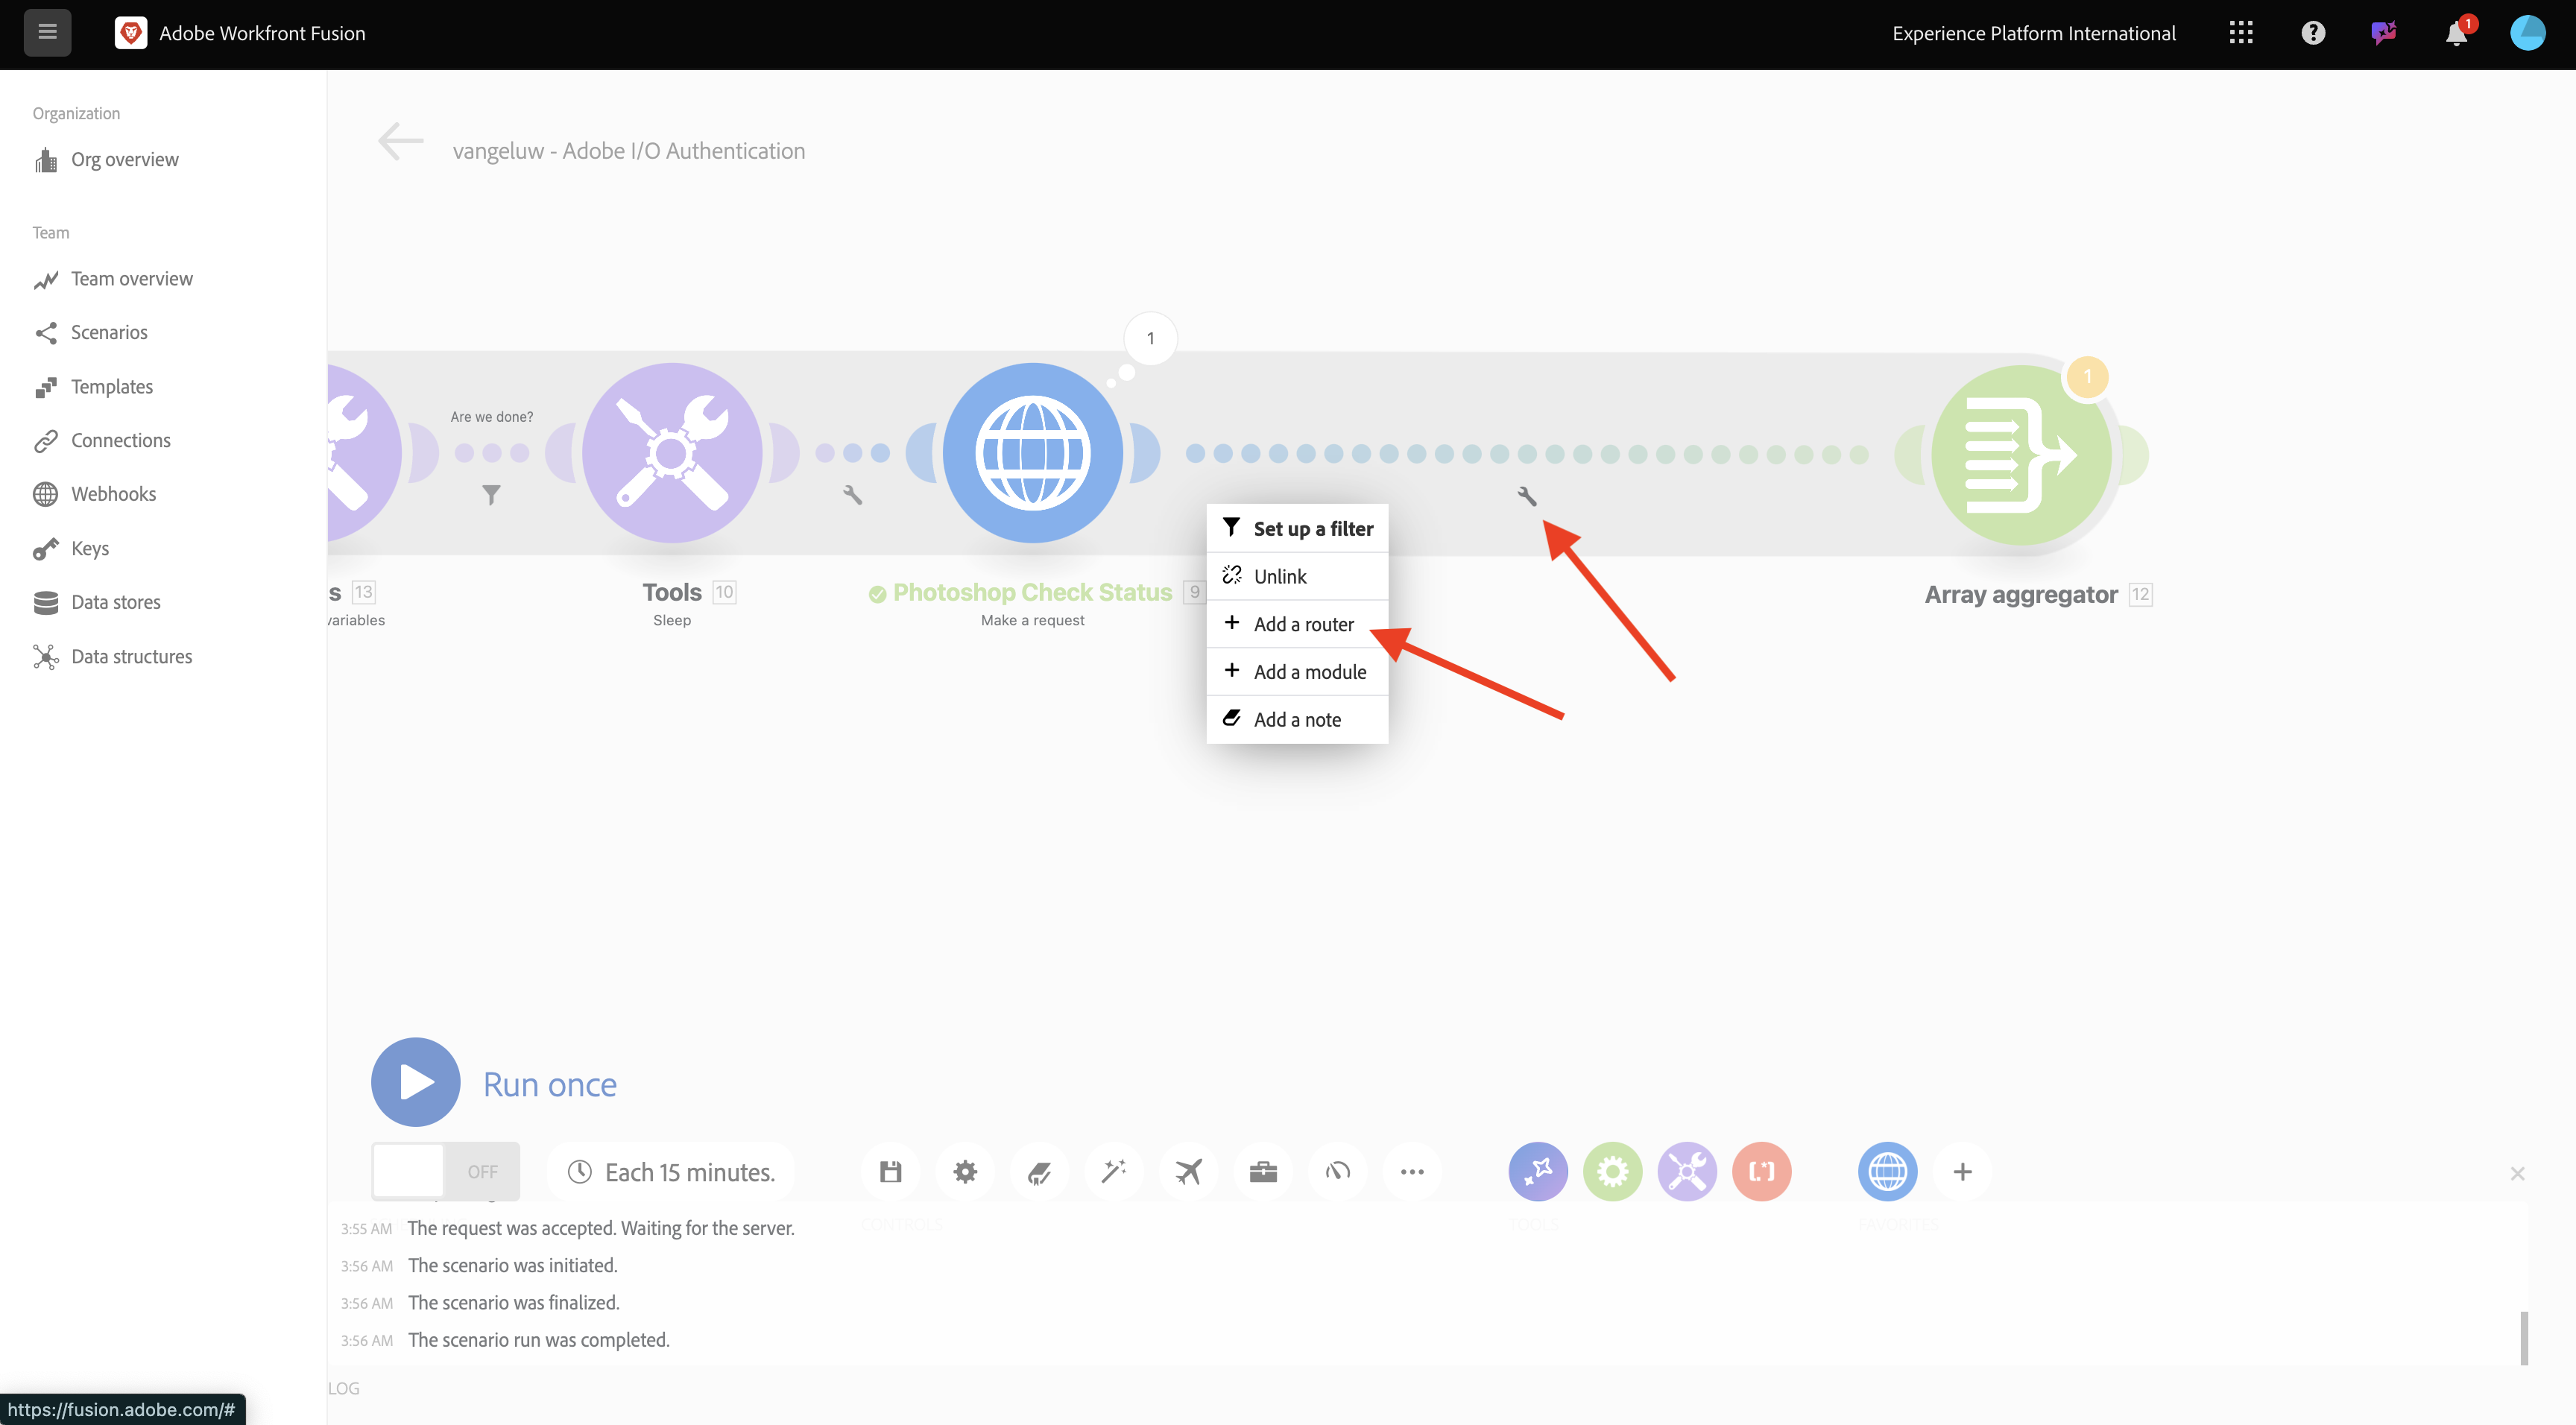 Adobe Workfront Fusion
Experience Platform International
1
Organization
Org overview
Team
Team overview
Scenarios
Templates
Connections
Webhooks
Keys
Data stores
Data structures
vangeluw - Adobe I/O Authentication
1
1
Are we done?
s 13
variables
Tools 10
Sleep
Photoshop Check Status 9
Make a request
Array aggregator 12
Set up a filter
Unlink
Add a router
Add a module
Add a note
Run once
OFF
Each 15 minutes.
CONTROLS
TOOLS
FAVORITES
3:55 AM The request was accepted. Waiting for the server.
3:56 AM The scenario was initiated.
3:56 AM The scenario was finalized.
3:56 AM The scenario run was completed.
LOG
https://fusion.adobe.com/#